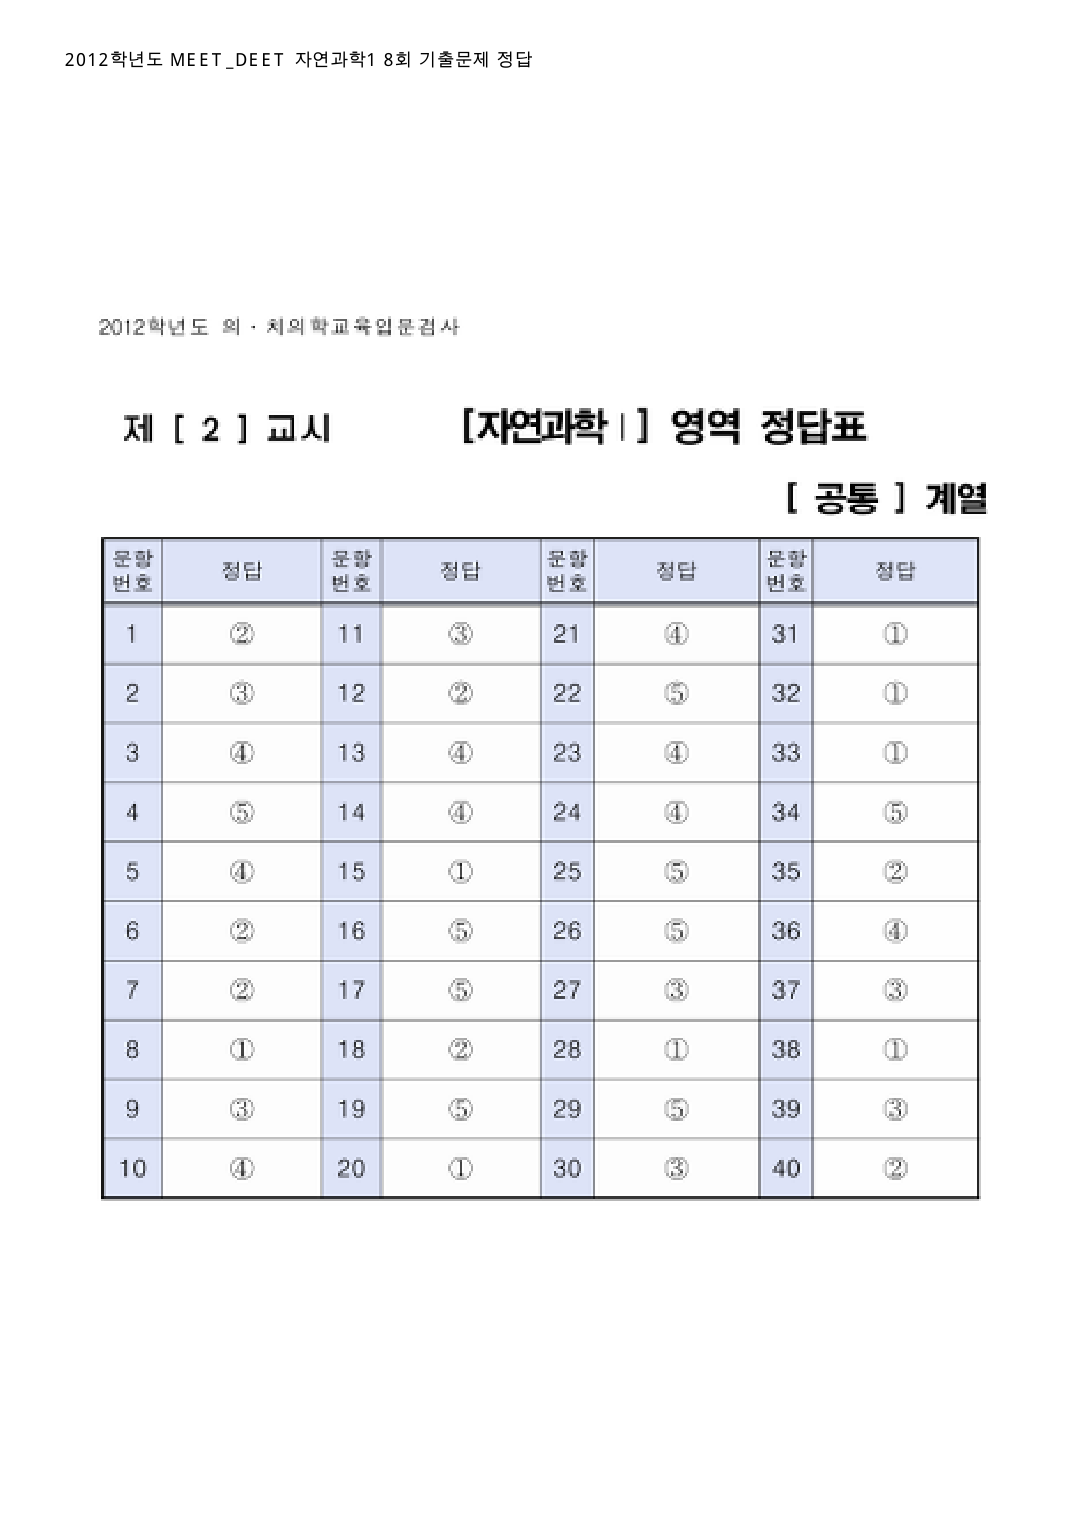 2012학년도 MEET_DEET 자연과학1 8회 기출문제 정답
2012학년도 의 · 치의학교육입문검사
제 [ 2 ] 교시 [자연과학 Ⅰ] 영역 정답표
[ 공통 ] 계열
문항 번호 정답 문항 번호 정답 문항 번호 정답 문항 번호 정답
1 ② 11 ③ 21 ④ 31 ①
2 ③ 12 ② 22 ⑤ 32 ①
3 ④ 13 ④ 23 ④ 33 ①
4 ⑤ 14 ④ 24 ④ 34 ⑤
5 ④ 15 ① 25 ⑤ 35 ②
6 ② 16 ⑤ 26 ⑤ 36 ④
7 ② 17 ⑤ 27 ③ 37 ③
8 ① 18 ② 28 ① 38 ①
9 ③ 19 ⑤ 29 ⑤ 39 ③
10 ④ 20 ① 30 ③ 40 ②